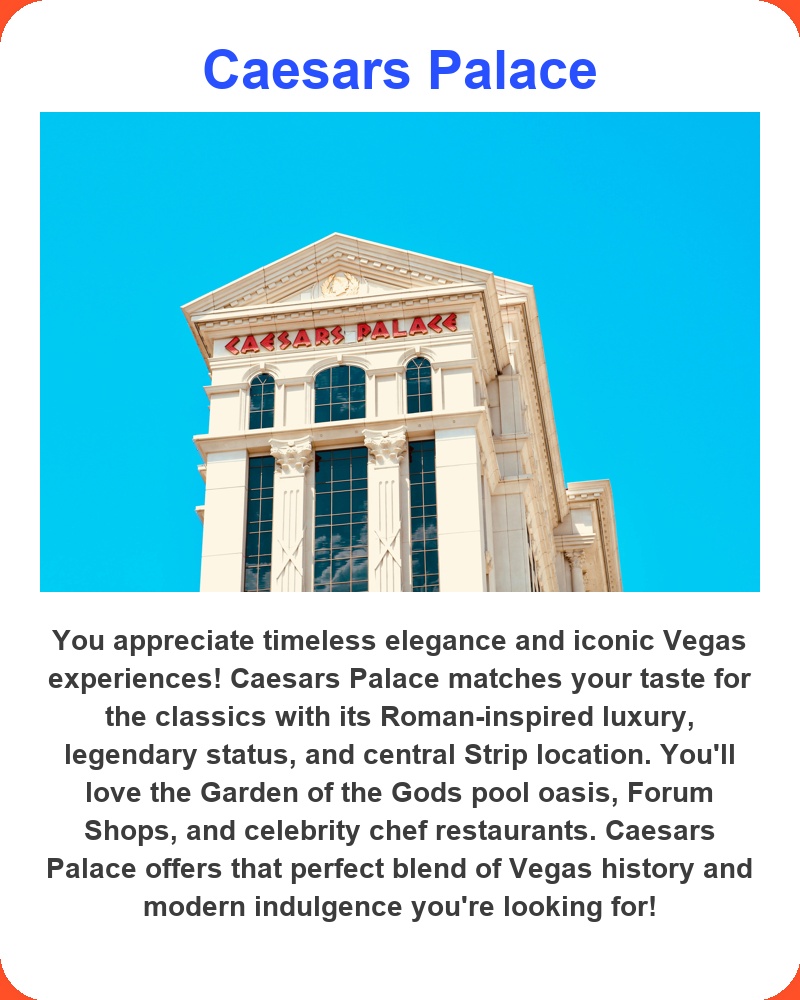 Caesars Palace
CAESARS PALACE
You appreciate timeless elegance and iconic Vegas
experiences! Caesars Palace matches your taste for
the classics with its Roman-inspired luxury,
legendary status, and central Strip location. You'll
love the Garden of the Gods pool oasis, Forum
Shops, and celebrity chef restaurants. Caesars
Palace offers that perfect blend of Vegas history and
modern indulgence you're looking for!